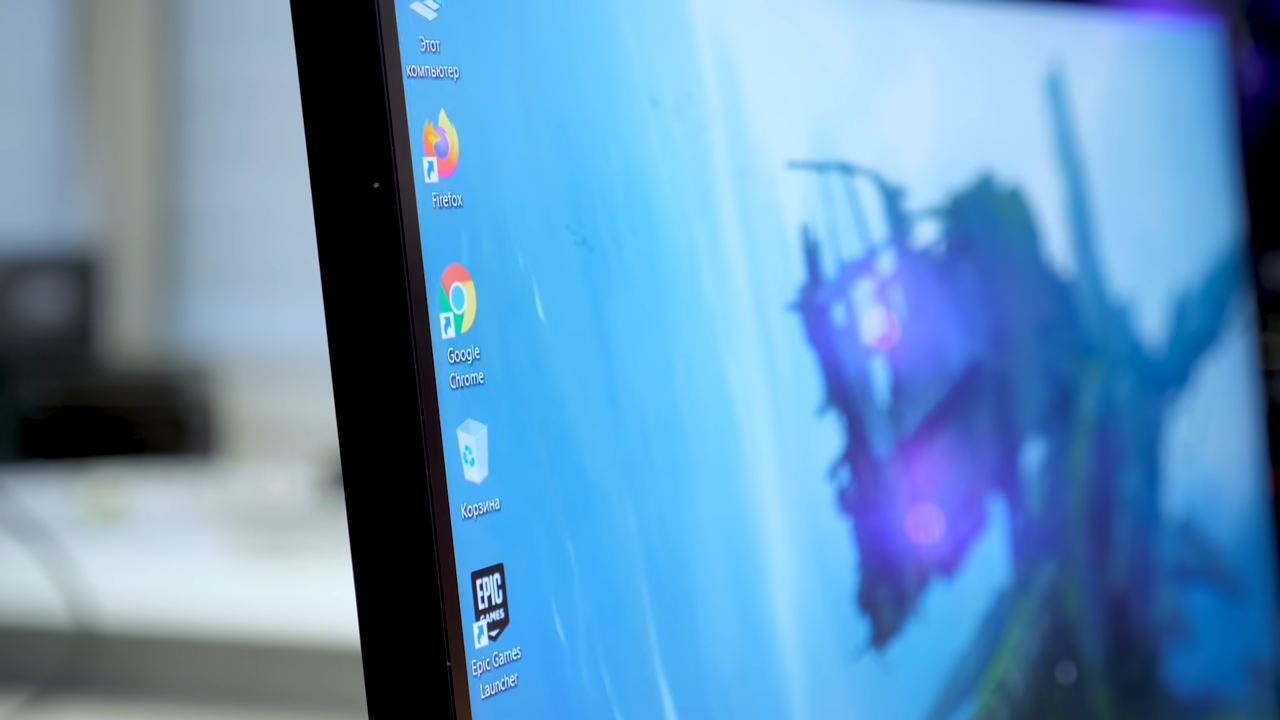 Этот
компьютер
Firefox
Google
Chrome
Корзина
EPIC
GAMES
Epic Games
Launcher